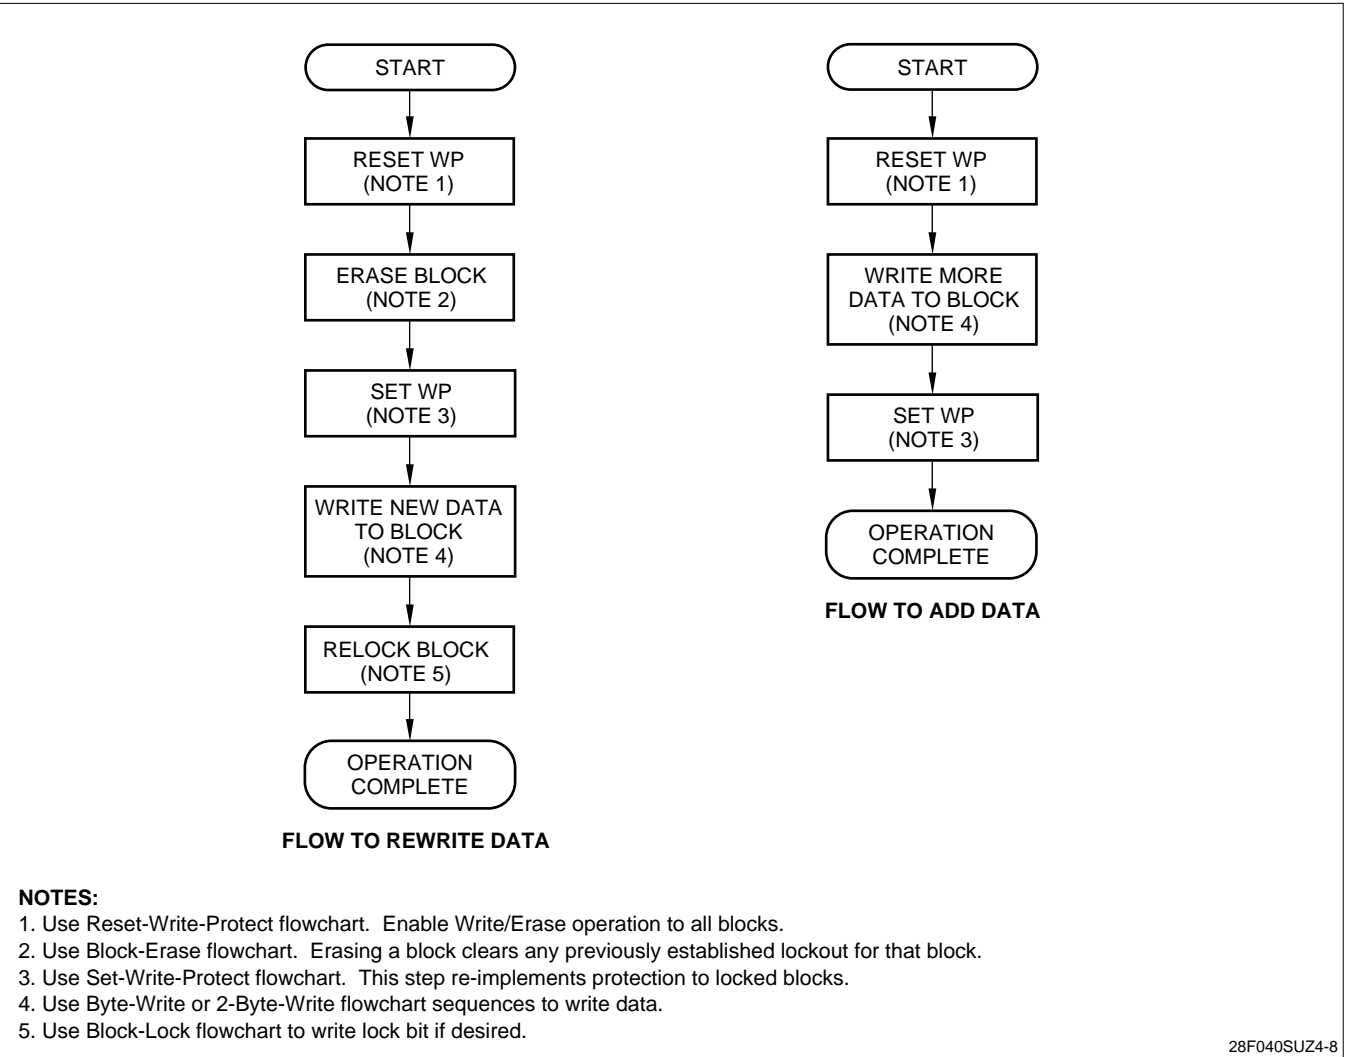 START
RESET WP
(NOTE 1)
ERASE BLOCK
(NOTE 2)
SET WP
(NOTE 3)
WRITE NEW DATA
TO BLOCK
(NOTE 4)
RELOCK BLOCK
(NOTE 5)
OPERATION
COMPLETE
FLOW TO REWRITE DATA
START
RESET WP
(NOTE 1)
WRITE MORE
DATA TO BLOCK
(NOTE 4)
SET WP
(NOTE 3)
OPERATION
COMPLETE
FLOW TO ADD DATA
NOTES:
1. Use Reset-Write-Protect flowchart.  Enable Write/Erase operation to all blocks.
2. Use Block-Erase flowchart.  Erasing a block clears any previously established lockout for that block.
3. Use Set-Write-Protect flowchart.  This step re-implements protection to locked blocks.
4. Use Byte-Write or 2-Byte-Write flowchart sequences to write data.
5. Use Block-Lock flowchart to write lock bit if desired.
28F040SUZ4-8